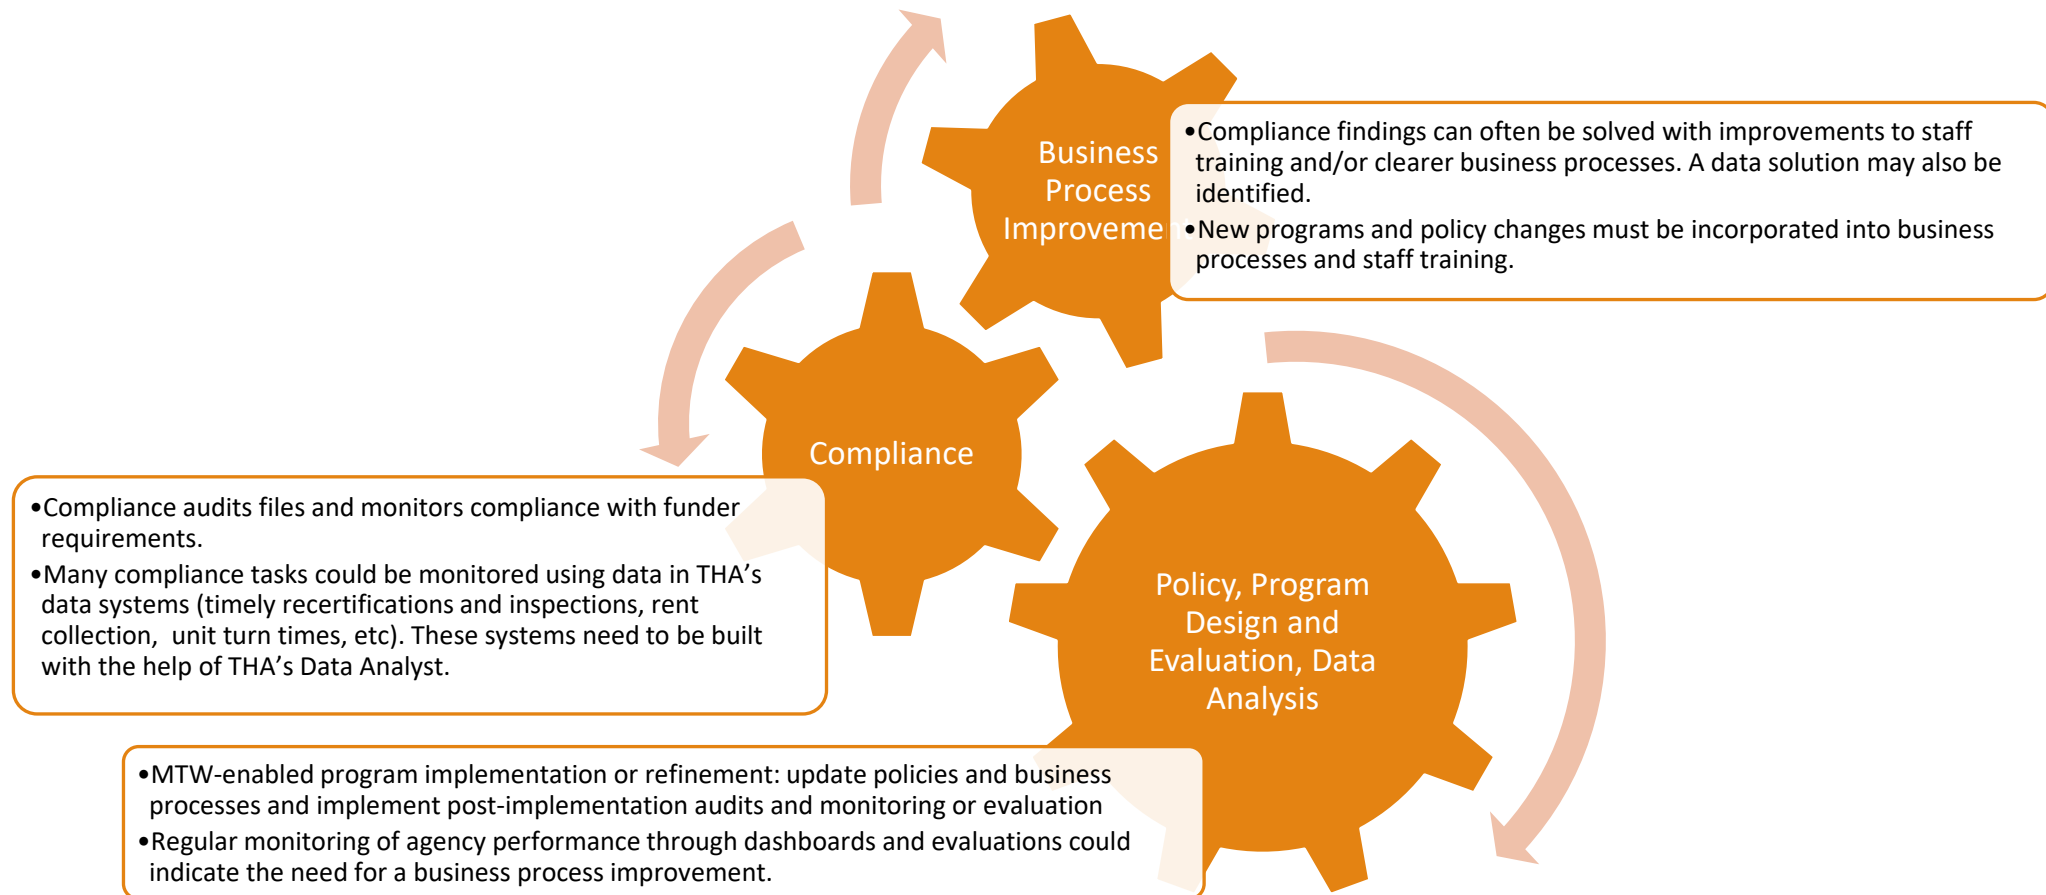 Business
Process
Improvement
•Compliance findings can often be solved with improvements to staff
training and/or clearer business processes. A data solution may also be
identified.
•New programs and policy changes must be incorporated into business
processes and staff training.
Compliance
•Compliance audits files and monitors compliance with funder
requirements.
•Many compliance tasks could be monitored using data in THA’s
data systems (timely recertifications and inspections, rent
collection,  unit turn times, etc). These systems need to be built
with the help of THA’s Data Analyst.
Policy, Program
Design and
Evaluation, Data
Analysis
•MTW-enabled program implementation or refinement: update policies and business
processes and implement post-implementation audits and monitoring or evaluation
•Regular monitoring of agency performance through dashboards and evaluations could
indicate the need for a business process improvement.